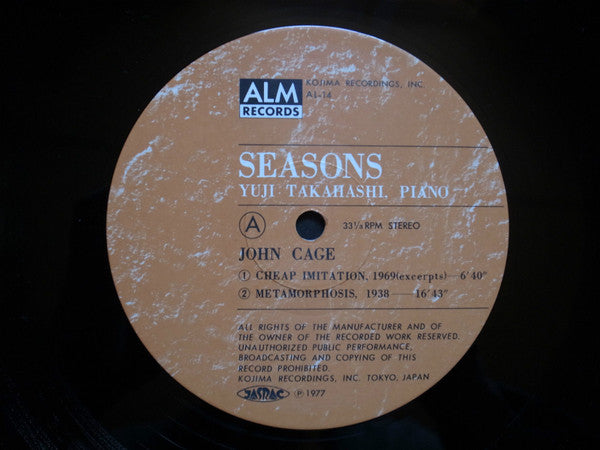 ALM
RECORDS
KOJIMA RECORDINGS, INC.
AL-14
SEASONS
YUJI TAKAHASHI, PIANO
A
33⅓RPM STEREO
JOHN CAGE
① CHEAP IMITATION, 1969(excerpts)—6'40"
② METAMORPHOSIS, 1938——16'43"
ALL RIGHTS OF THE MANUFACTURER AND OF
THE OWNER OF THE RECORDED WORK RESERVED.
UNAUTHORIZED PUBLIC PERFORMANCE,
BROADCASTING AND COPYING OF THIS
RECORD PROHIBITED.
KOJIMA RECORDINGS, INC. TOKYO, JAPAN
JASRAC ℗ 1977